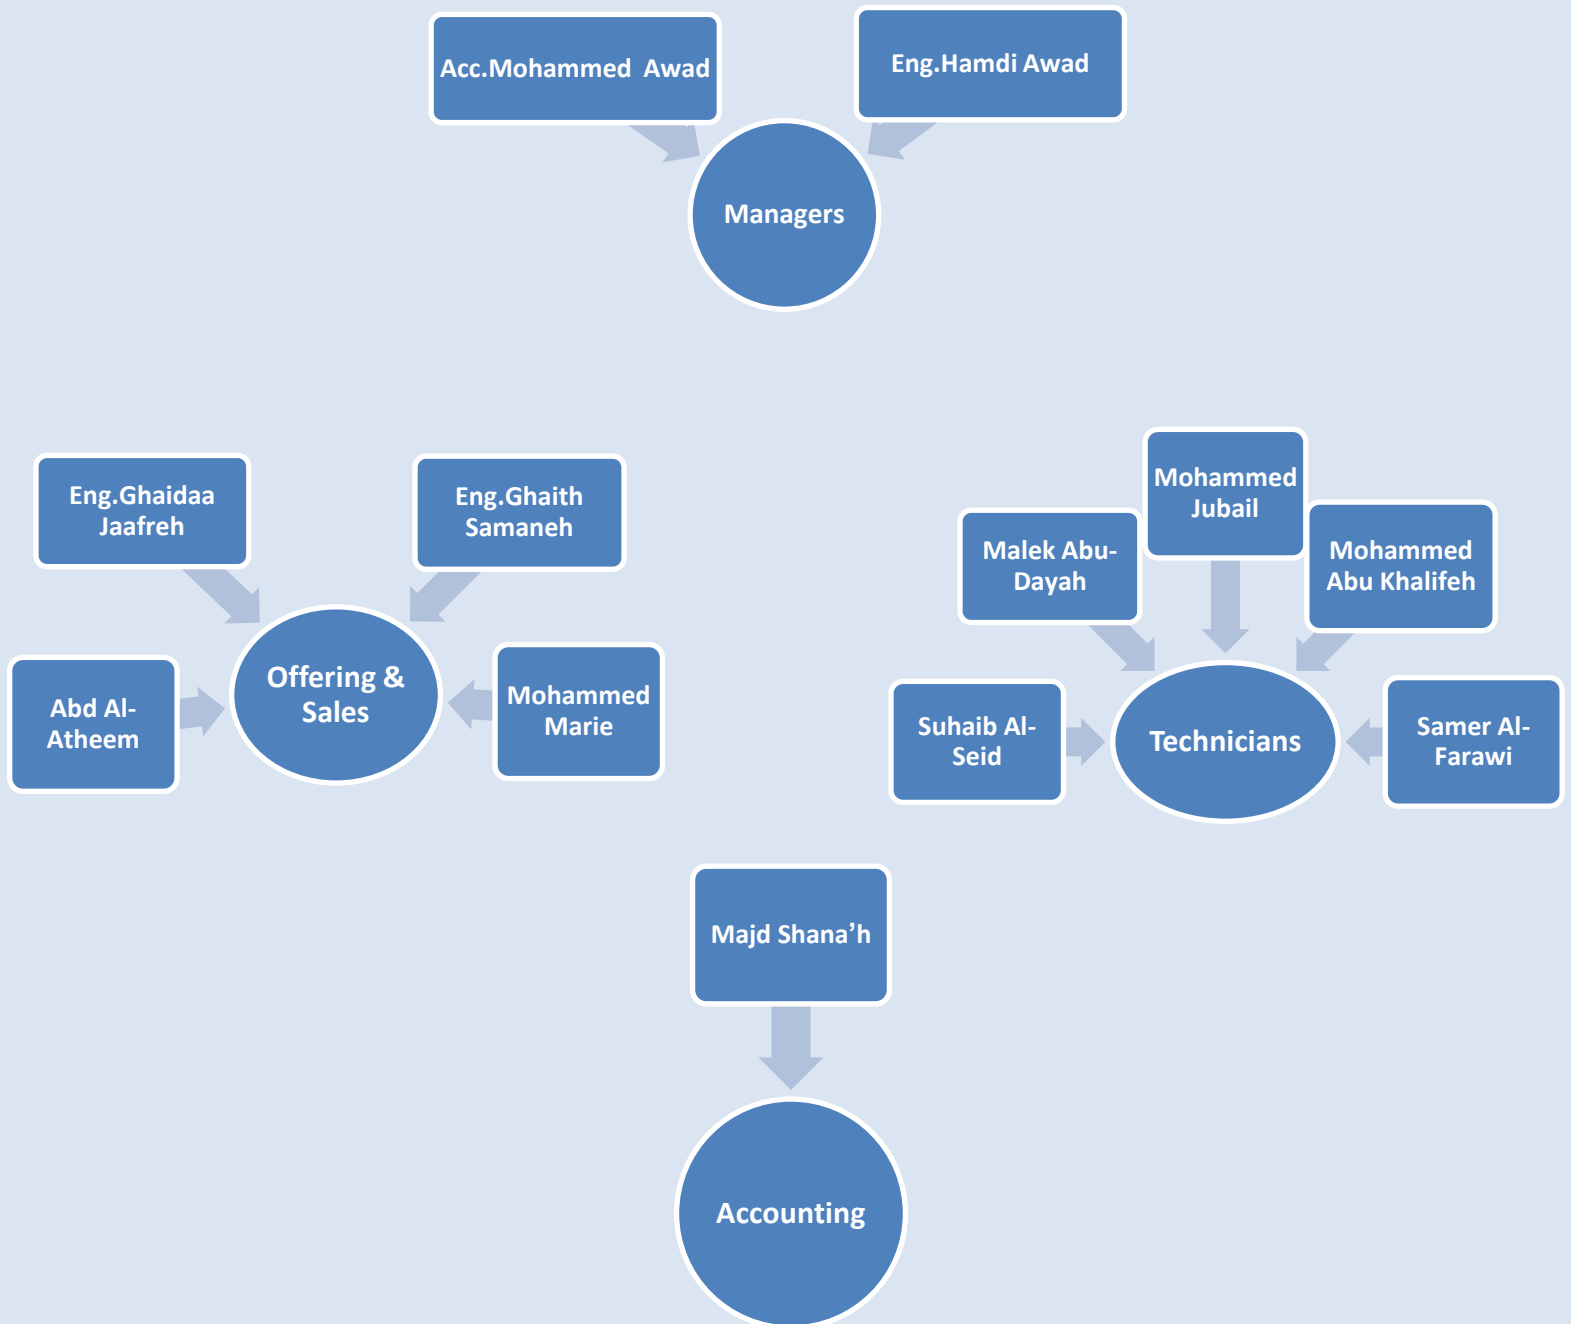 Acc.Mohammed  Awad
Eng.Hamdi Awad
Managers
Eng.Ghaidaa
Jaafreh
Eng.Ghaith
Samaneh
Abd Al-
Atheem
Offering &
Sales
Mohammed
Marie
Mohammed
Jubail
Malek Abu-
Dayah
Mohammed
Abu Khalifeh
Suhaib Al-
Seid
Technicians
Samer Al-
Farawi
Majd Shana’h
Accounting